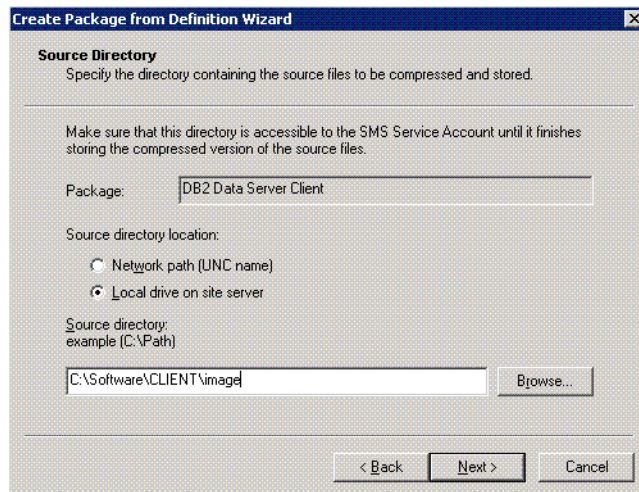 Create Package from Definition Wizard
Source Directory
Specify the directory containing the source files to be compressed and stored.
Make sure that this directory is accessible to the SMS Service Account until it finishes
storing the compressed version of the source files.
Package: DB2 Data Server Client
Source directory location:
Network path (UNC name)
Local drive on site server
Source directory:
example (C:\Path)
C:\Software\CLIENT\image Browse...
< Back Next > Cancel